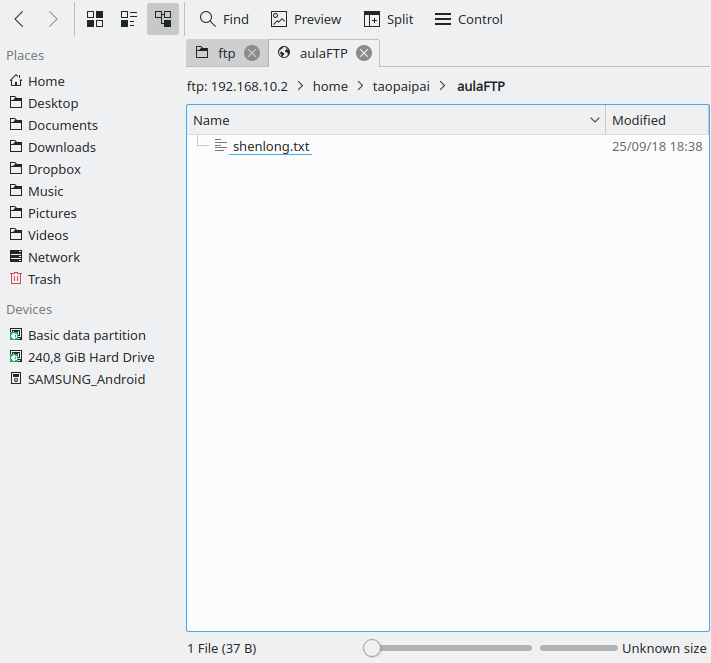 Find Preview Split Control
Places
Home
Desktop
Documents
Downloads
Dropbox
Music
Pictures
Videos
Network
Trash
Devices
Basic data partition
240,8 GiB Hard Drive
SAMSUNG_Android
ftp aulaFTP
ftp: 192.168.10.2 > home > taopaipai > aulaFTP
Name Modified
shenlong.txt 25/09/18 18:38
1 File (37 B) Unknown size